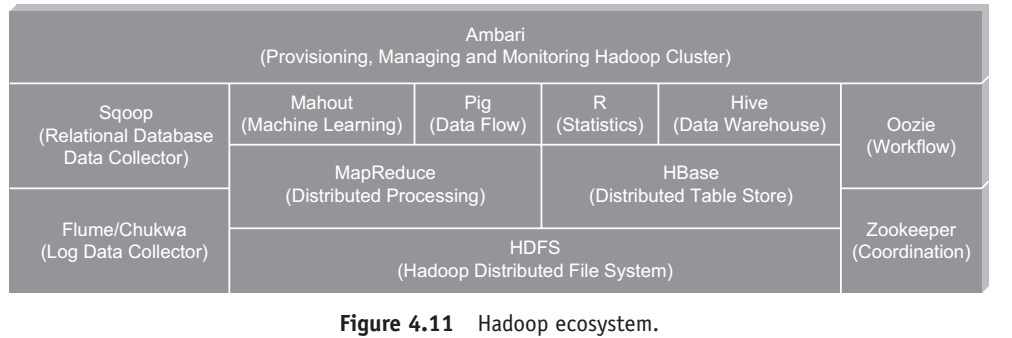 Ambari
(Provisioning, Managing and Monitoring Hadoop Cluster)
Sqoop
(Relational Database
Data Collector)
Mahout
(Machine Learning)
Pig
(Data Flow)
R
(Statistics)
Hive
(Data Warehouse)
Oozie
(Workflow)
MapReduce
(Distributed Processing)
HBase
(Distributed Table Store)
Flume/Chukwa
(Log Data Collector)
HDFS
(Hadoop Distributed File System)
Zookeeper
(Coordination)
Figure 4.11 Hadoop ecosystem.